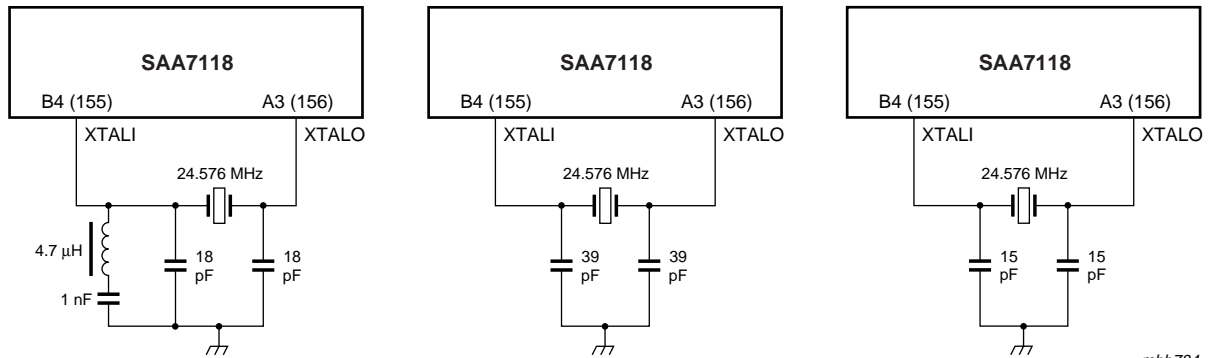 SAA7118
B4 (155)
A3 (156)
XTALI
XTALO
24.576 MHz
4.7 μH
18
pF
18
pF
1 nF
SAA7118
B4 (155)
A3 (156)
XTALI
XTALO
24.576 MHz
39
pF
39
pF
SAA7118
B4 (155)
A3 (156)
XTALI
XTALO
24.576 MHz
15
pF
15
pF